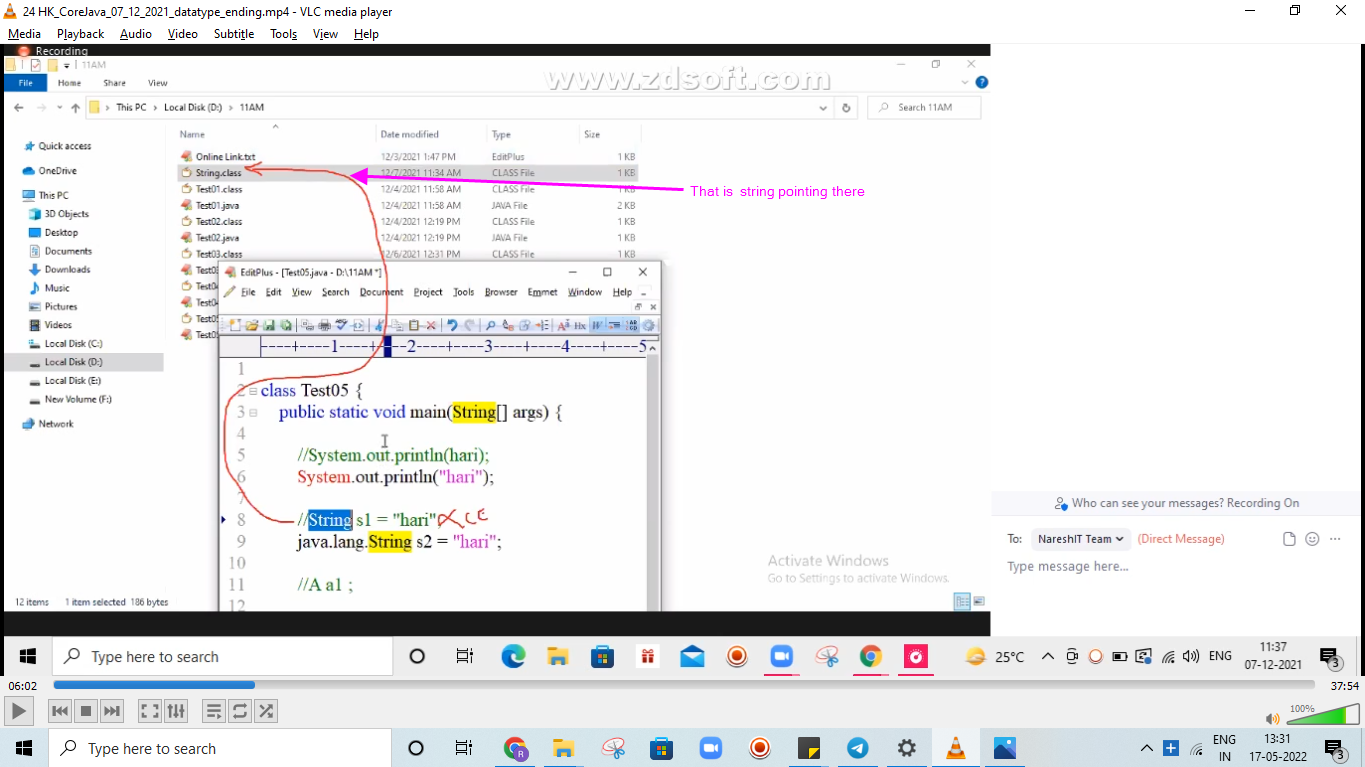 24 HK_CoreJava_07_12_2021_datatype_ending.mp4 - VLC media player
Media Playback Audio Video Subtitle Tools View Help
Recording
11AM
www.zdsoft.com
File Home Share View
This PC > Local Disk (D:) > 11AM
Search 11AM
Name Date modified Type Size
Quick access
OneDrive
This PC
3D Objects
Desktop
Documents
Downloads
Music
Pictures
Videos
Local Disk (C:)
Local Disk (D:)
Local Disk (E:)
New Volume (F:)
Network
Online Link.txt 12/3/2021 1:47 PM EditPlus 1 KB
String.class 12/7/2021 11:34 AM CLASS File 1 KB
Test01.class 12/4/2021 11:58 AM CLASS File 1 KB
Test01.java 12/4/2021 11:58 AM JAVA File 2 KB
Test02.class 12/4/2021 12:19 PM CLASS File 1 KB
Test02.java 12/4/2021 12:19 PM JAVA File 1 KB
Test03.class 12/6/2021 12:31 PM CLASS File 1 KB
That is string pointing there
EditPlus - [Test05.java - D:\11AM *]
File Edit View Search Document Project Tools Browser Emmet Window Help
----+----1----+----2----+----3----+----4----+----5
1
2 class Test05 {
3 public static void main(String[] args) {
4
5 //System.out.println(hari);
6 System.out.println("hari");
7
8 //String s1 = "hari" CE
9 java.lang.String s2 = "hari";
10
11 //A a1 ;
12
12 items 1 item selected 186 bytes
Activate Windows
Go to Settings to activate Windows.
Who can see your messages? Recording On
To: NareshIT Team (Direct Message)
Type message here...
Type here to search
25°C ENG 11:37
07-12-2021
3
06:02 37:54
100%
Type here to search
ENG 13:31
IN 17-05-2022
3